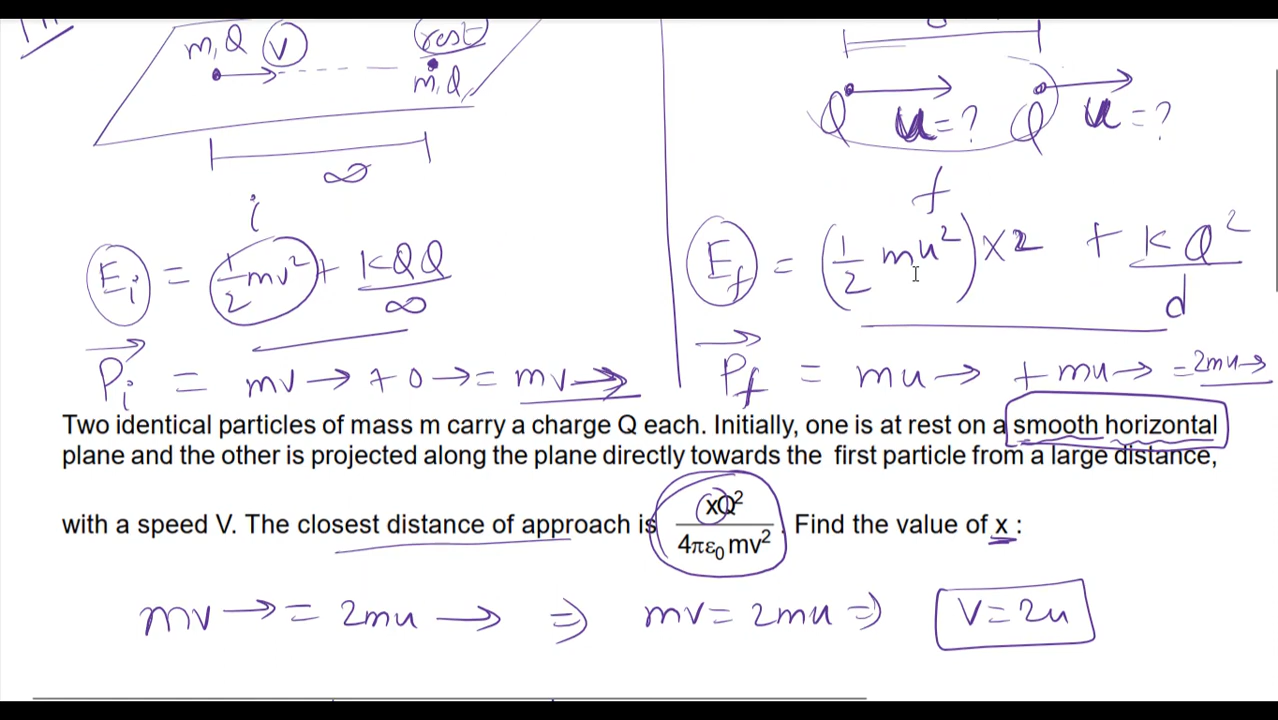 m, Q V rest
m, Q
∞
Q u = ? Q u = ?
i
f
Ei = 1/2 mv² + KQQ/∞
Ef = (1/2 mu²) × 2 + KQ²/d
Pi = mv → + 0 → = mv →
Pf = mu → + mu → = 2mu →
Two identical particles of mass m carry a charge Q each. Initially, one is at rest on a smooth horizontal
plane and the other is projected along the plane directly towards the first particle from a large distance,
with a speed V. The closest distance of approach is xQ²/4πε₀mv². Find the value of x :
mv → = 2mu → ⇒ mv = 2mu ⇒ V = 2u